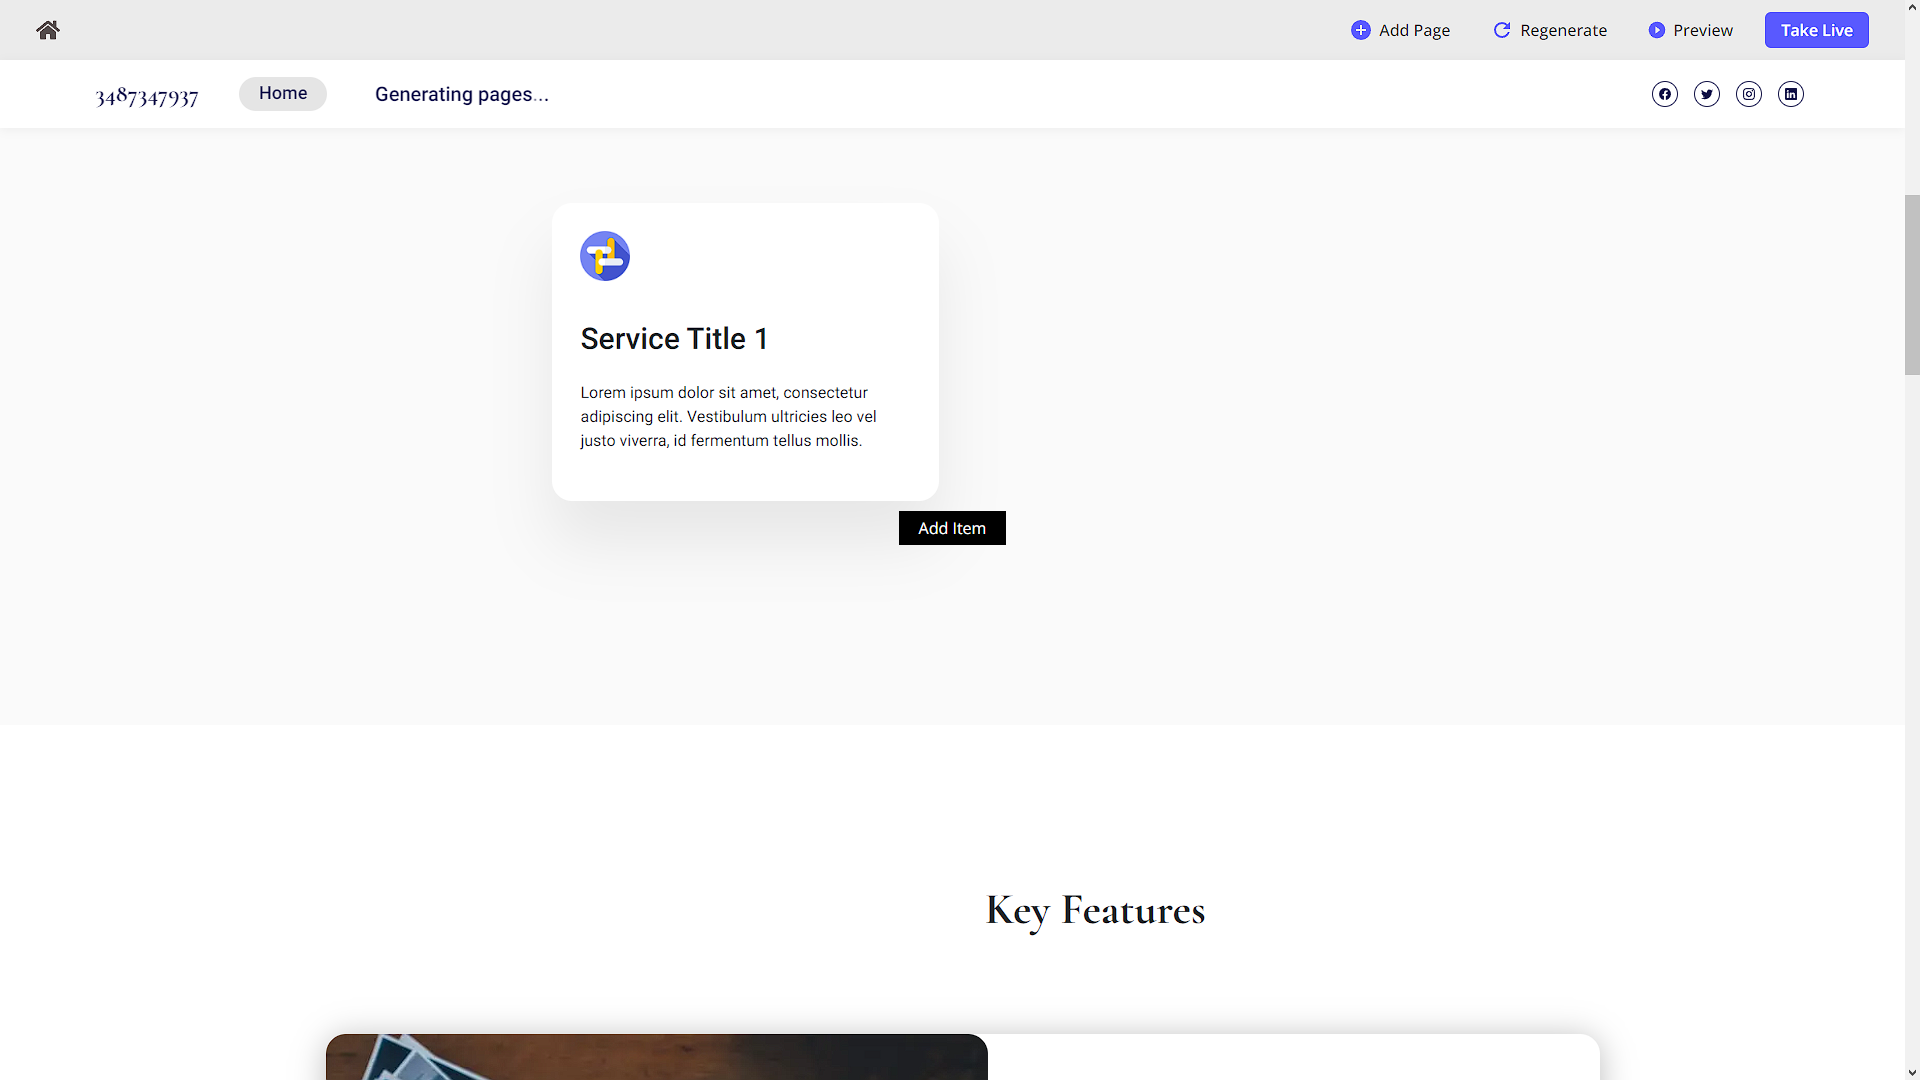 Add Page
Regenerate
Preview
Take Live
3487347937
Home
Generating pages...
Service Title 1
Lorem ipsum dolor sit amet, consectetur
adipiscing elit. Vestibulum ultricies leo vel
justo viverra, id fermentum tellus mollis.
Add Item
Key Features